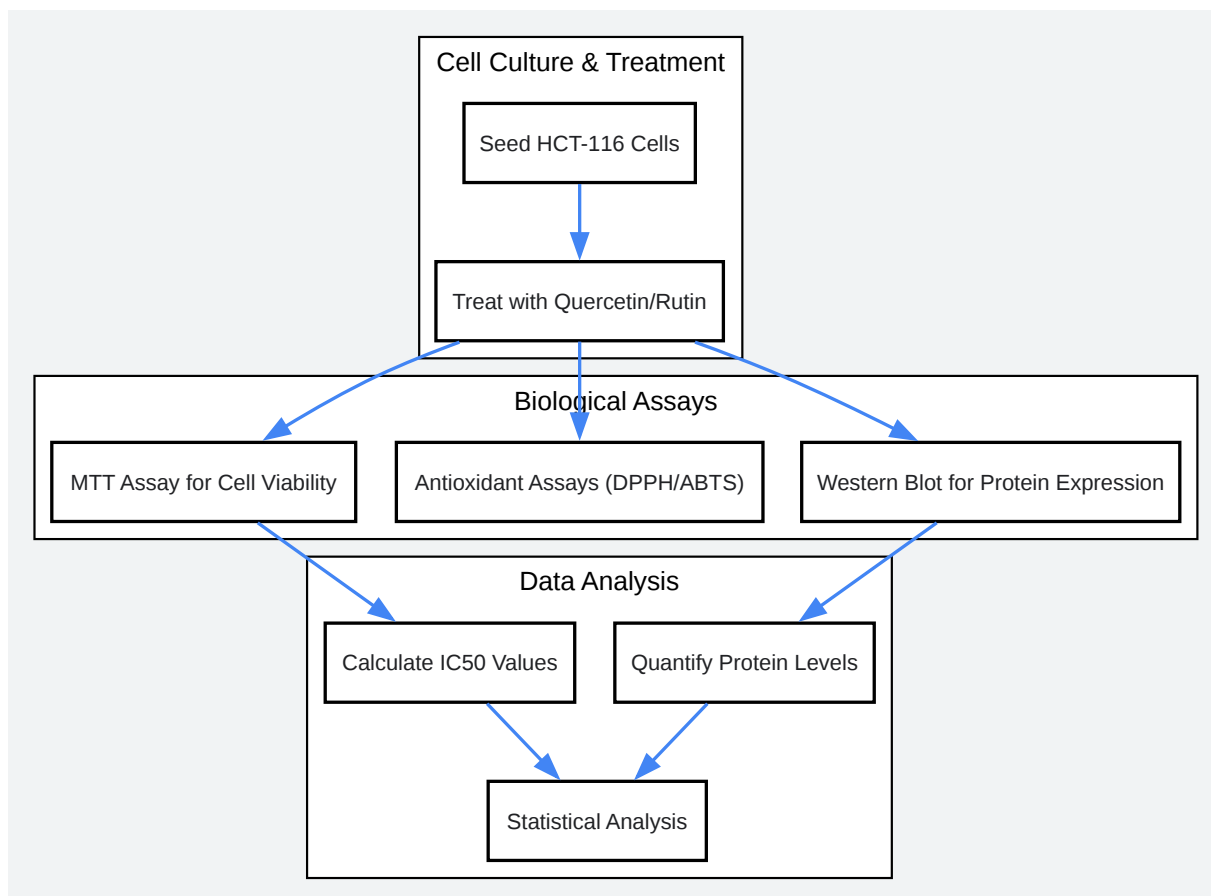 Cell Culture & Treatment
Seed HCT-116 Cells
Treat with Quercetin/Rutin
Biological Assays
MTT Assay for Cell Viability
Antioxidant Assays (DPPH/ABTS)
Western Blot for Protein Expression
Data Analysis
Calculate IC50 Values
Quantify Protein Levels
Statistical Analysis